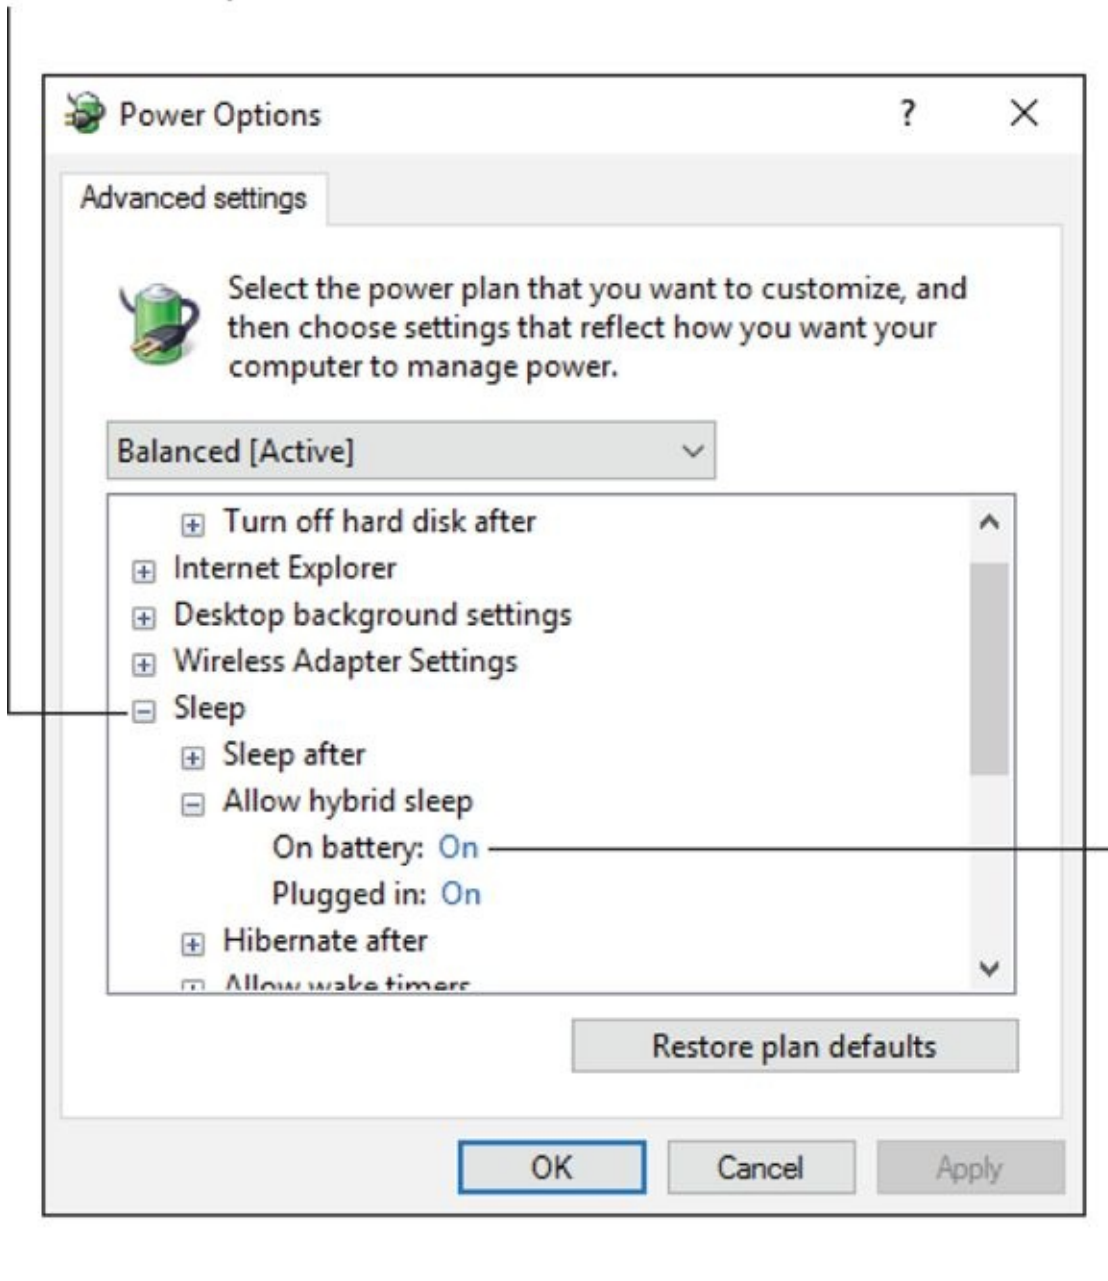 Power Options
?
Advanced settings
Select the power plan that you want to customize, and
then choose settings that reflect how you want your
computer to manage power.
Balanced [Active]
Turn off hard disk after
Internet Explorer
Desktop background settings
Wireless Adapter Settings
Sleep
Sleep after
Allow hybrid sleep
On battery: On
Plugged in: On
Hibernate after
Allow wake timers
Restore plan defaults
OK Cancel Apply